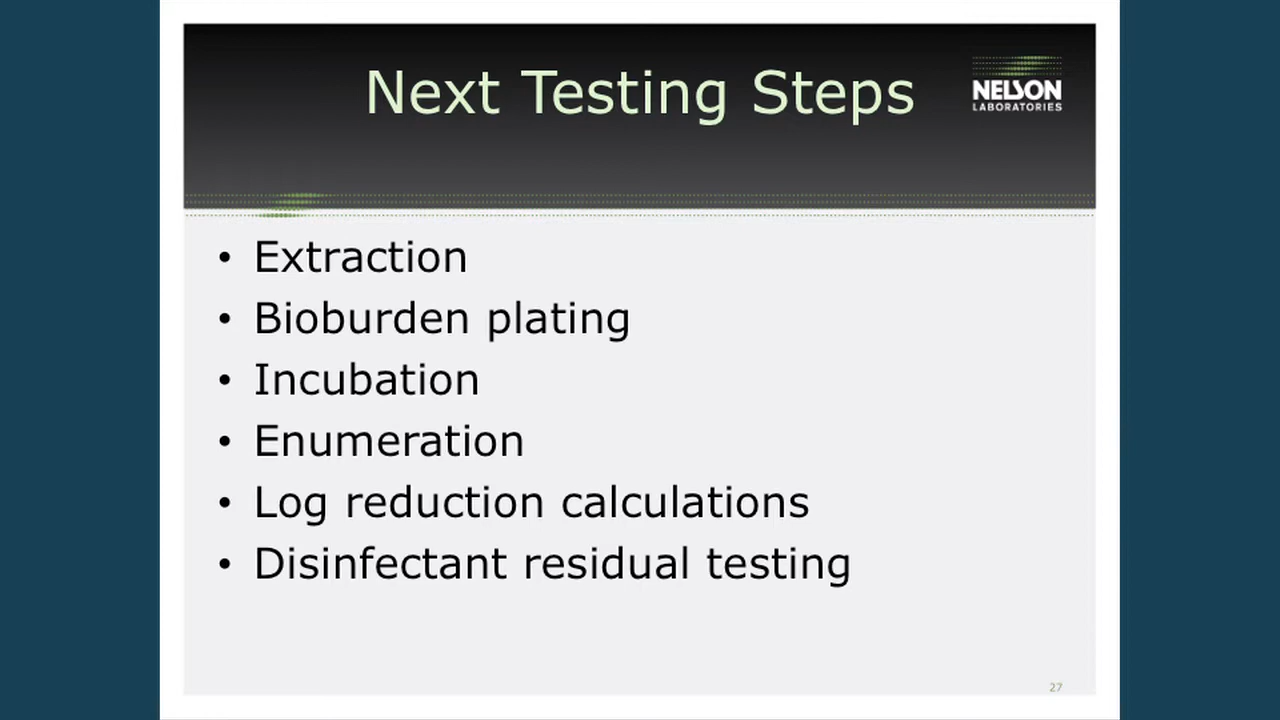 Next Testing Steps
NELSON
LABORATORIES
• Extraction
• Bioburden plating
• Incubation
• Enumeration
• Log reduction calculations
• Disinfectant residual testing
27